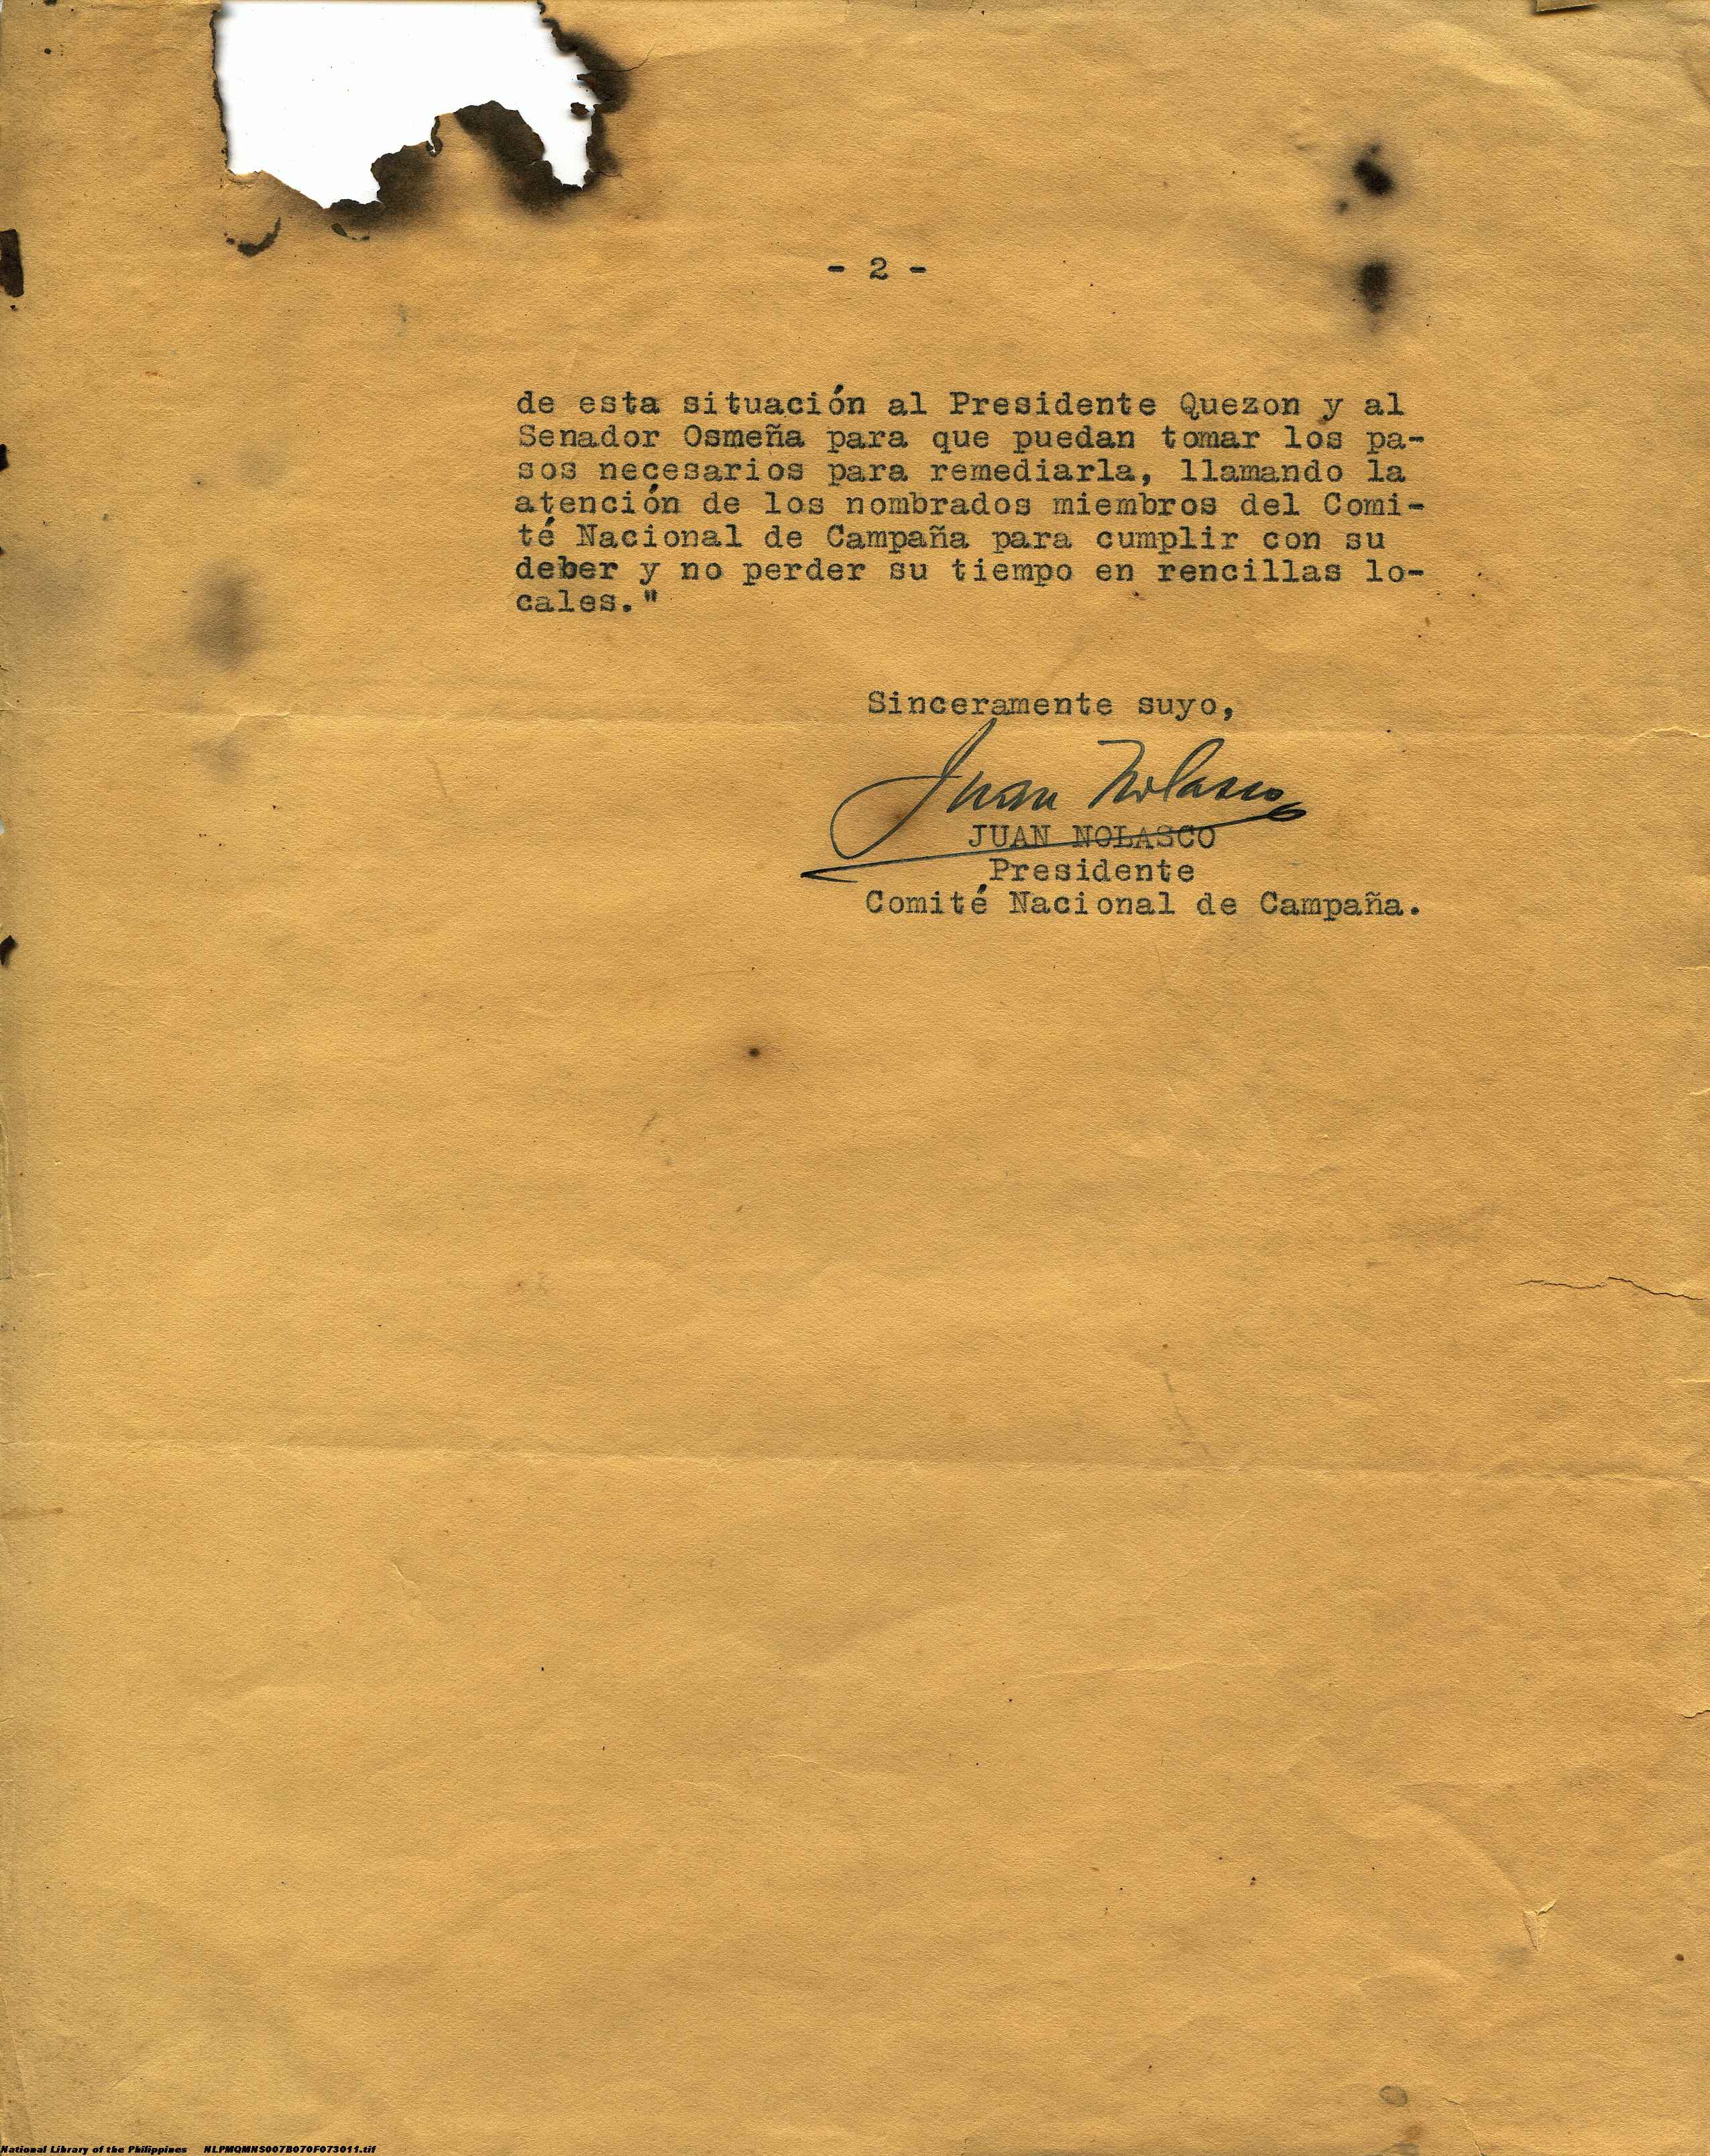 - 2 -
de esta situación al Presidente Quezon y al
Senador Osmeña para que puedan tomar los pa-
sos necesarios para remediarla, llamando la
atención de los nombrados miembros del Comi-
té Nacional de Campaña para cumplir con su
deber y no perder su tiempo en rencillas lo-
cales."
Sinceramente suyo,
Juan Nolasco
JUAN NOLASCO
Presidente
Comité Nacional de Campaña.
National Library of the Philippines NLPMQMNS007B070F073011.tif